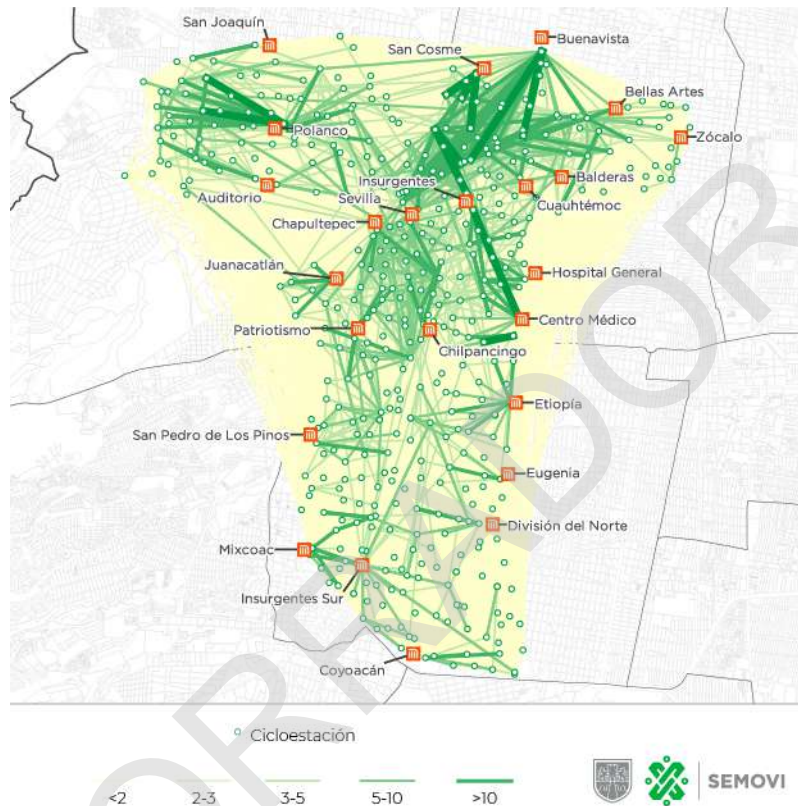 San Joaquín
San Cosme
Buenavista
Bellas Artes
Polanco
Zócalo
Auditorio
Insurgentes
Balderas
Sevilla
Cuauhtémoc
Chapultepec
Juanacatlán
Hospital General
Patriotismo
Centro Médico
Chilpancingo
Etiopía
San Pedro de Los Pinos
Eugenia
División del Norte
Mixcoac
Insurgentes Sur
Coyoacán
Cicloestación
<2 2-3 3-5 5-10 >10
SEMOVI
ORRADOR